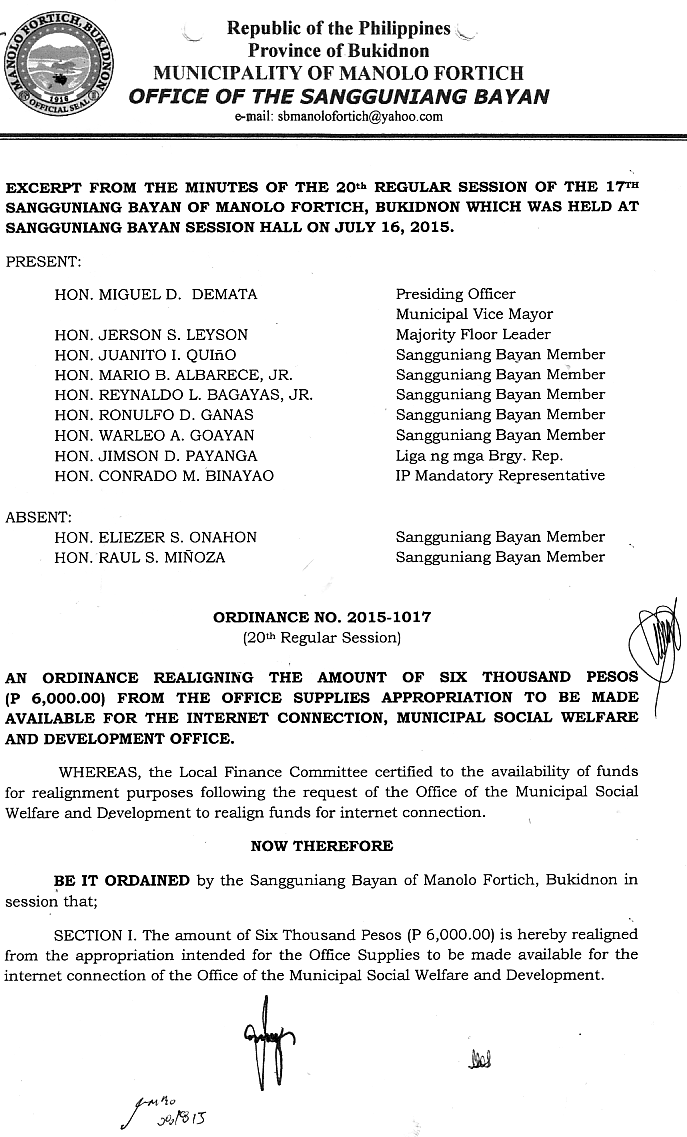 MANOLO FORTICH, BUKIDNON
1916
OFFICIAL SEAL
Republic of the Philippines
Province of Bukidnon
MUNICIPALITY OF MANOLO FORTICH
OFFICE OF THE SANGGUNIANG BAYAN
e-mail: sbmanolofortich@yahoo.com
EXCERPT FROM THE MINUTES OF THE 20th REGULAR SESSION OF THE 17TH
SANGGUNIANG BAYAN OF MANOLO FORTICH, BUKIDNON WHICH WAS HELD AT
SANGGUNIANG BAYAN SESSION HALL ON JULY 16, 2015.
PRESENT:
HON. MIGUEL D. DEMATA Presiding Officer
Municipal Vice Mayor
HON. JERSON S. LEYSON Majority Floor Leader
HON. JUANITO I. QUIñO Sangguniang Bayan Member
HON. MARIO B. ALBARECE, JR. Sangguniang Bayan Member
HON. REYNALDO L. BAGAYAS, JR. Sangguniang Bayan Member
HON. RONULFO D. GANAS Sangguniang Bayan Member
HON. WARLEO A. GOAYAN Sangguniang Bayan Member
HON. JIMSON D. PAYANGA Liga ng mga Brgy. Rep.
HON. CONRADO M. BINAYAO IP Mandatory Representative
ABSENT:
HON. ELIEZER S. ONAHON Sangguniang Bayan Member
HON. RAUL S. MIÑOZA Sangguniang Bayan Member
ORDINANCE NO. 2015-1017
(20th Regular Session)
AN ORDINANCE REALIGNING THE AMOUNT OF SIX THOUSAND PESOS
(P 6,000.00) FROM THE OFFICE SUPPLIES APPROPRIATION TO BE MADE
AVAILABLE FOR THE INTERNET CONNECTION, MUNICIPAL SOCIAL WELFARE
AND DEVELOPMENT OFFICE.
WHEREAS, the Local Finance Committee certified to the availability of funds
for realignment purposes following the request of the Office of the Municipal Social
Welfare and Development to realign funds for internet connection.
NOW THEREFORE
BE IT ORDAINED by the Sangguniang Bayan of Manolo Fortich, Bukidnon in
session that;
SECTION I. The amount of Six Thousand Pesos (P 6,000.00) is hereby realigned
from the appropriation intended for the Office Supplies to be made available for the
internet connection of the Office of the Municipal Social Welfare and Development.